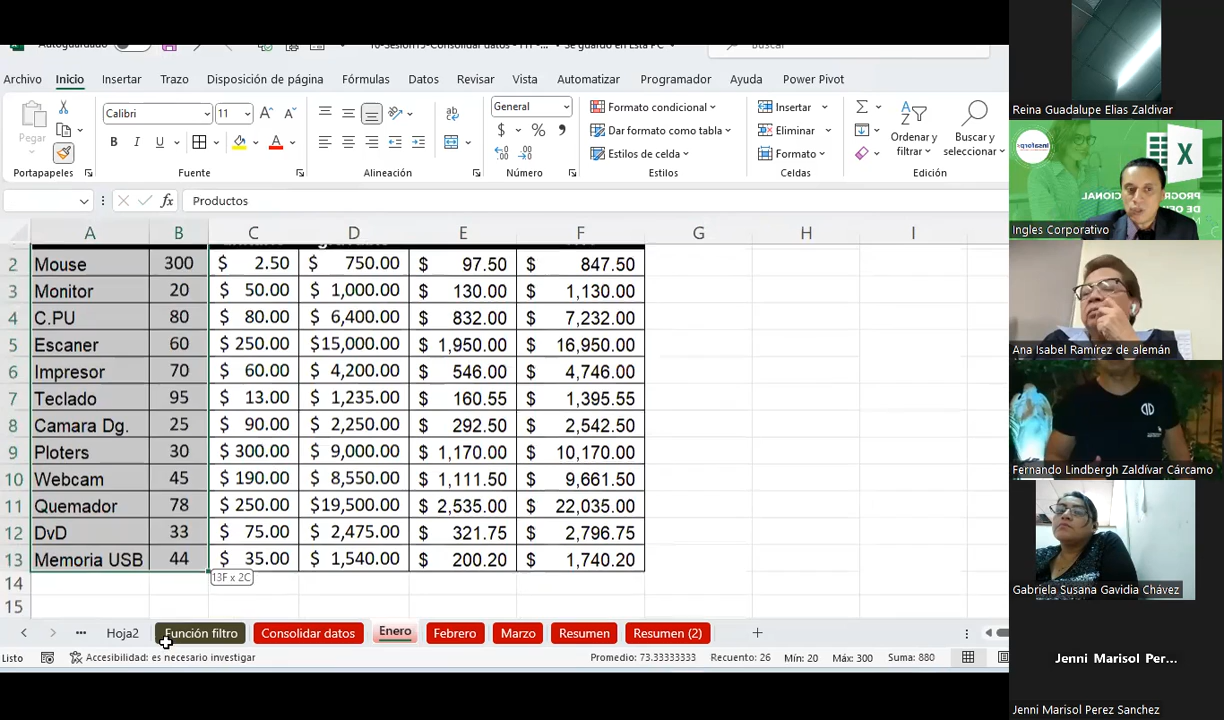 Autoguardado
10-Sesion15-Consolidar datos - ... Se guardó en Esta PC
Buscar
Archivo Inicio Insertar Trazo Disposición de página Fórmulas Datos Revisar Vista Automatizar Programador Ayuda Power Pivot
Pegar
Calibri 11
N K S
General
$ % 
Formato condicional
Dar formato como tabla
Estilos de celda
Insertar
Eliminar
Formato
Ordenar y filtrar
Buscar y seleccionar
Portapapeles Fuente Alineación Número Estilos Celdas Edición
fx Productos
A B C D E F G H I
2 Mouse 300 $ 2.50 $ 750.00 $ 97.50 $ 847.50
3 Monitor 20 $ 50.00 $ 1,000.00 $ 130.00 $ 1,130.00
4 C.PU 80 $ 80.00 $ 6,400.00 $ 832.00 $ 7,232.00
5 Escaner 60 $ 250.00 $15,000.00 $ 1,950.00 $ 16,950.00
6 Impresor 70 $ 60.00 $ 4,200.00 $ 546.00 $ 4,746.00
7 Teclado 95 $ 13.00 $ 1,235.00 $ 160.55 $ 1,395.55
8 Camara Dg. 25 $ 90.00 $ 2,250.00 $ 292.50 $ 2,542.50
9 Ploters 30 $ 300.00 $ 9,000.00 $ 1,170.00 $ 10,170.00
10 Webcam 45 $ 190.00 $ 8,550.00 $ 1,111.50 $ 9,661.50
11 Quemador 78 $ 250.00 $19,500.00 $ 2,535.00 $ 22,035.00
12 DvD 33 $ 75.00 $ 2,475.00 $ 321.75 $ 2,796.75
13 Memoria USB 44 $ 35.00 $ 1,540.00 $ 200.20 $ 1,740.20
14
13F x 2C
15
Hoja2 Función filtro Consolidar datos Enero Febrero Marzo Resumen Resumen (2)
Listo Accesibilidad: es necesario investigar Promedio: 73.33333333 Recuento: 26 Mín: 20 Máx: 300 Suma: 880
Reina Guadalupe Elias Zaldivar
Ingles Corporativo
Ana Isabel Ramírez de alemán
Fernando Lindbergh Zaldívar Cárcamo
Gabriela Susana Gavidia Chávez
Jenni Marisol Per...
Jenni Marisol Perez Sanchez